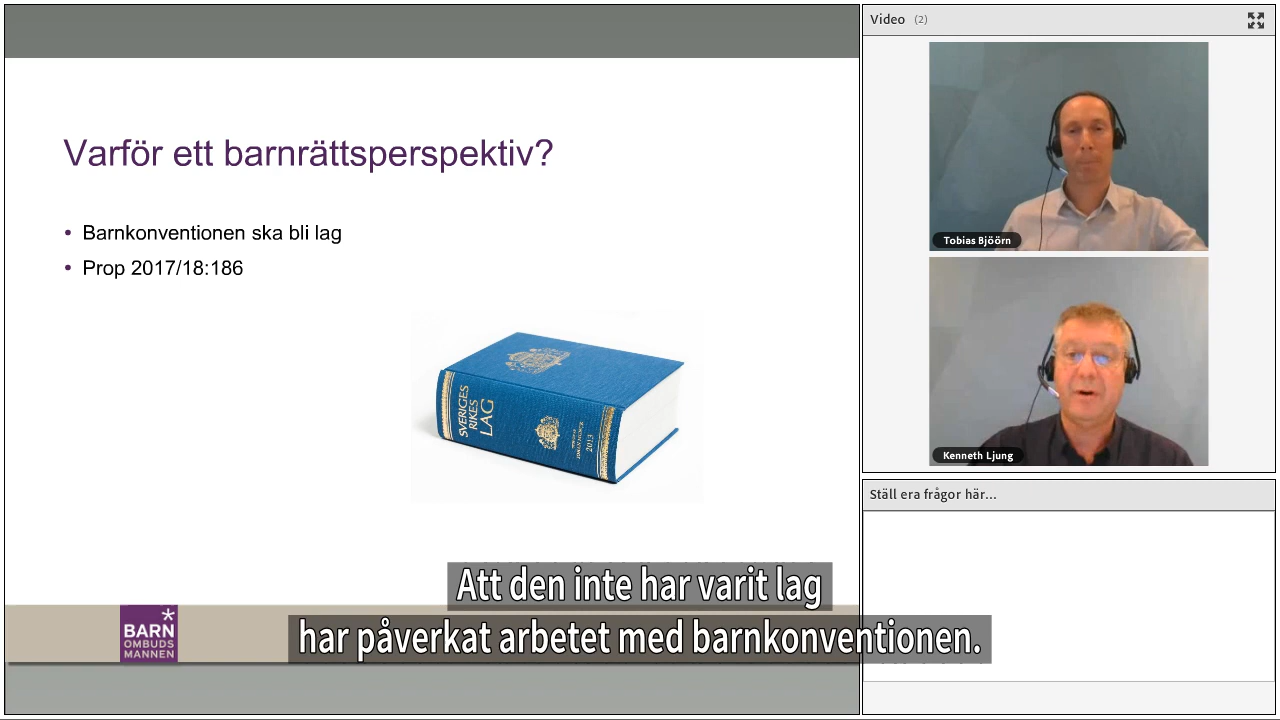 Varför ett barnrättsperspektiv?
• Barnkonventionen ska bli lag
• Prop 2017/18:186
SVERIGES
RIKES
LAG
2013
BARN
OMBUDS
MANNEN
Att den inte har varit lag
har påverkat arbetet med barnkonventionen.
Video (2)
Tobias Bjöörn
Kenneth Ljung
Ställ era frågor här...